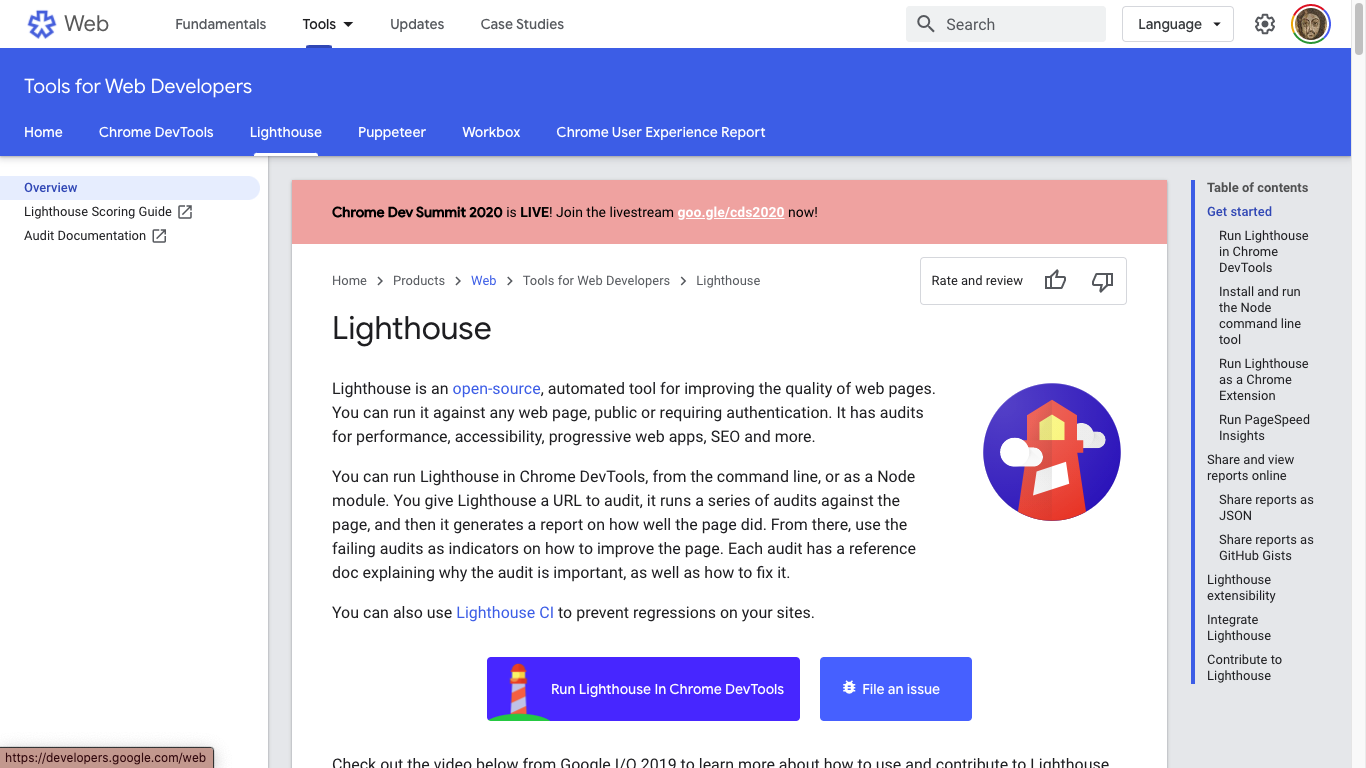 Web
Fundamentals
Tools
Updates
Case Studies
Search
Language
Tools for Web Developers
Home
Chrome DevTools
Lighthouse
Puppeteer
Workbox
Chrome User Experience Report
Overview
Lighthouse Scoring Guide
Audit Documentation
Chrome Dev Summit 2020 is LIVE! Join the livestream goo.gle/cds2020 now!
Home > Products > Web > Tools for Web Developers > Lighthouse
Rate and review
Lighthouse
Lighthouse is an open-source, automated tool for improving the quality of web pages.
You can run it against any web page, public or requiring authentication. It has audits
for performance, accessibility, progressive web apps, SEO and more.
You can run Lighthouse in Chrome DevTools, from the command line, or as a Node
module. You give Lighthouse a URL to audit, it runs a series of audits against the
page, and then it generates a report on how well the page did. From there, use the
failing audits as indicators on how to improve the page. Each audit has a reference
doc explaining why the audit is important, as well as how to fix it.
You can also use Lighthouse CI to prevent regressions on your sites.
Run Lighthouse In Chrome DevTools
File an issue
Check out the video below from Google I/O 2019 to learn more about how to use and contribute to Lighthouse
Table of contents
Get started
Run Lighthouse
in Chrome
DevTools
Install and run
the Node
command line
tool
Run Lighthouse
as a Chrome
Extension
Run PageSpeed
Insights
Share and view
reports online
Share reports as
JSON
Share reports as
GitHub Gists
Lighthouse
extensibility
Integrate
Lighthouse
Contribute to
Lighthouse
https://developers.google.com/web